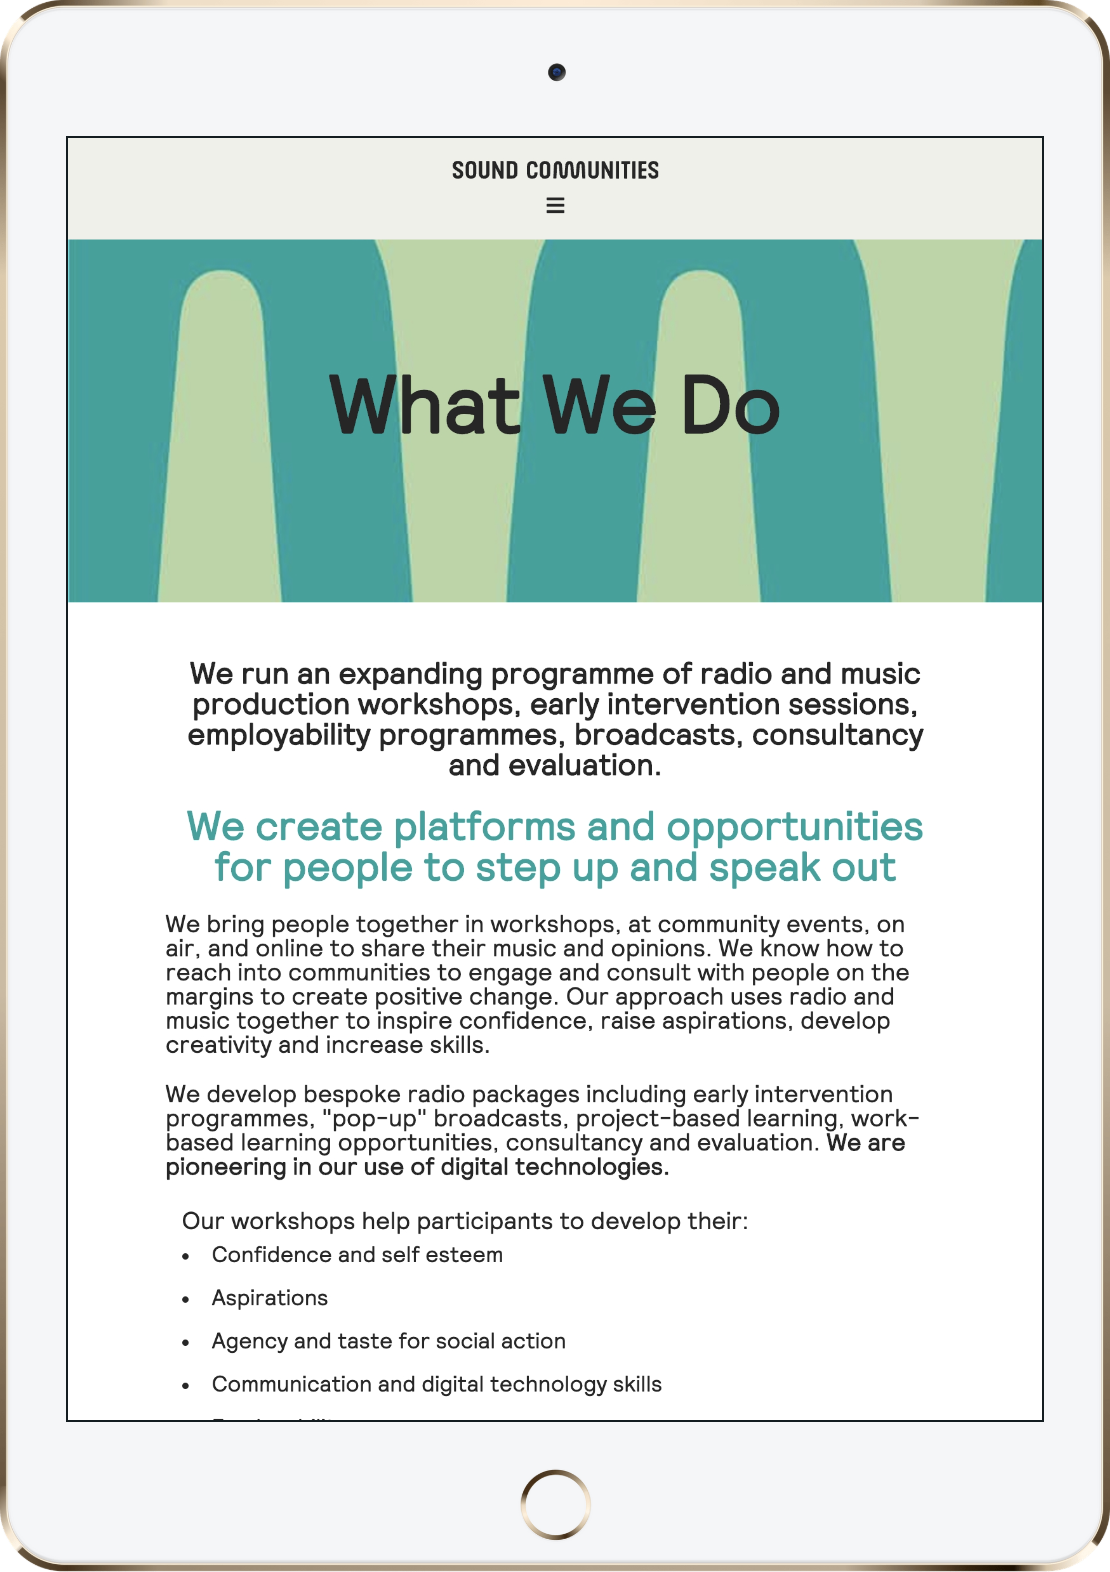 SOUND COMMUNITIES
What We Do
We run an expanding programme of radio and music
production workshops, early intervention sessions,
employability programmes, broadcasts, consultancy
and evaluation.
We create platforms and opportunities
for people to step up and speak out
We bring people together in workshops, at community events, on
air, and online to share their music and opinions. We know how to
reach into communities to engage and consult with people on the
margins to create positive change. Our approach uses radio and
music together to inspire confidence, raise aspirations, develop
creativity and increase skills.
We develop bespoke radio packages including early intervention
programmes, "pop-up" broadcasts, project-based learning, work-
based learning opportunities, consultancy and evaluation. We are
pioneering in our use of digital technologies.
Our workshops help participants to develop their:
• Confidence and self esteem
• Aspirations
• Agency and taste for social action
• Communication and digital technology skills